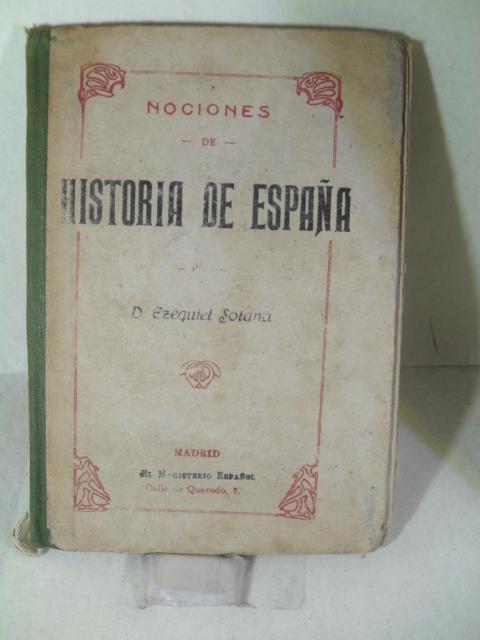 NOCIONES
— DE —
HISTORIA DE ESPAÑA
D. Ezequiel Solana
MADRID
EL MAGISTERIO ESPAÑOL
Calle de Quevedo, 7.